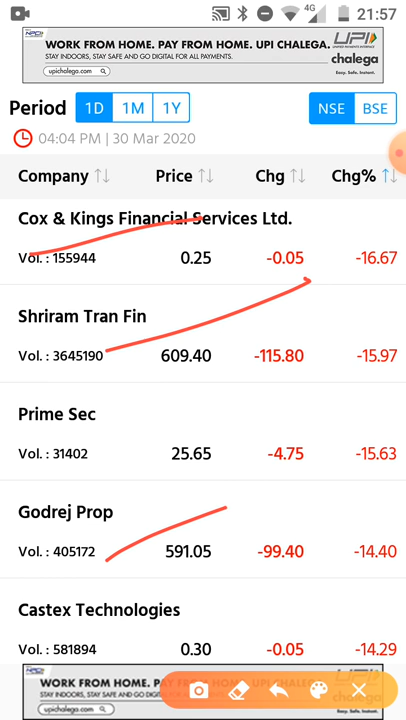 4G 21:57
NPCI
WORK FROM HOME. PAY FROM HOME. UPI CHALEGA.
STAY INDOORS, STAY SAFE AND GO DIGITAL FOR ALL PAYMENTS.
upichalega.com
UPI
chalega
Easy. Safe. Instant.
Period 1D 1M 1Y NSE BSE
04:04 PM | 30 Mar 2020
Company Price Chg Chg%
Cox & Kings Financial Services Ltd.
Vol. : 155944 0.25 -0.05 -16.67
Shriram Tran Fin
Vol. : 3645190 609.40 -115.80 -15.97
Prime Sec
Vol. : 31402 25.65 -4.75 -15.63
Godrej Prop
Vol. : 405172 591.05 -99.40 -14.40
Castex Technologies
Vol. : 581894 0.30 -0.05 -14.29
NPCI
WORK FROM HOME. PAY FROM HOME. UPI CHALEGA.
STAY INDOORS, STAY SAFE AND GO
upichalega.com
Easy. Safe. Instant.